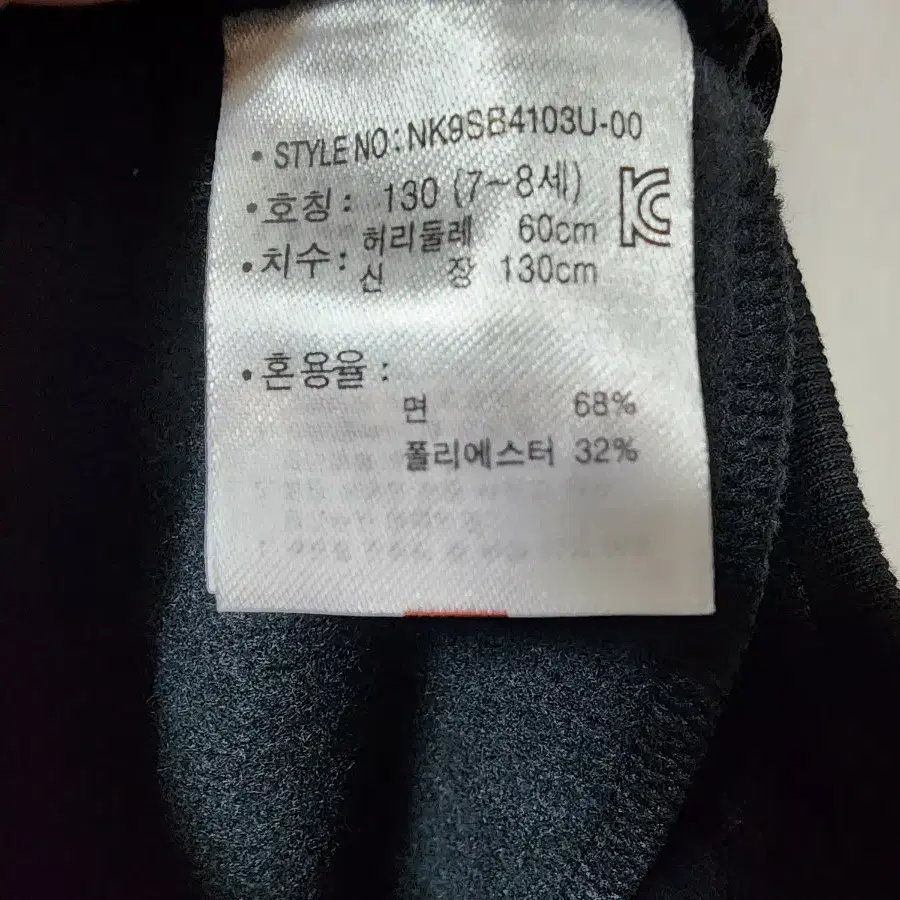 • STYLE NO: NK9SB4103U-00
• 호칭: 130 (7~8세)
• 치수: 허리둘레 60cm
신 장 130cm
KC
• 혼용율:
면 68%
폴리에스터 32%